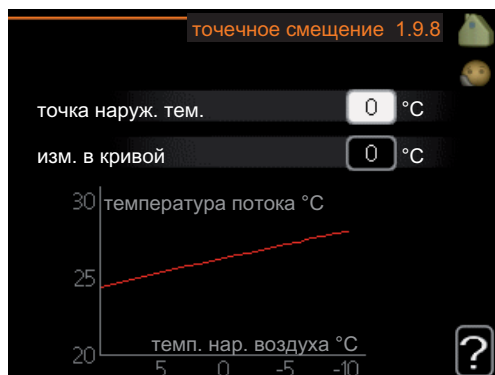 точечное смещение 1.9.8
точка наруж. тем. 0 °C
изм. в кривой 0 °C
30 температура потока °C
25
20 темп. нар. воздуха °C
5 0 -5 -10
?